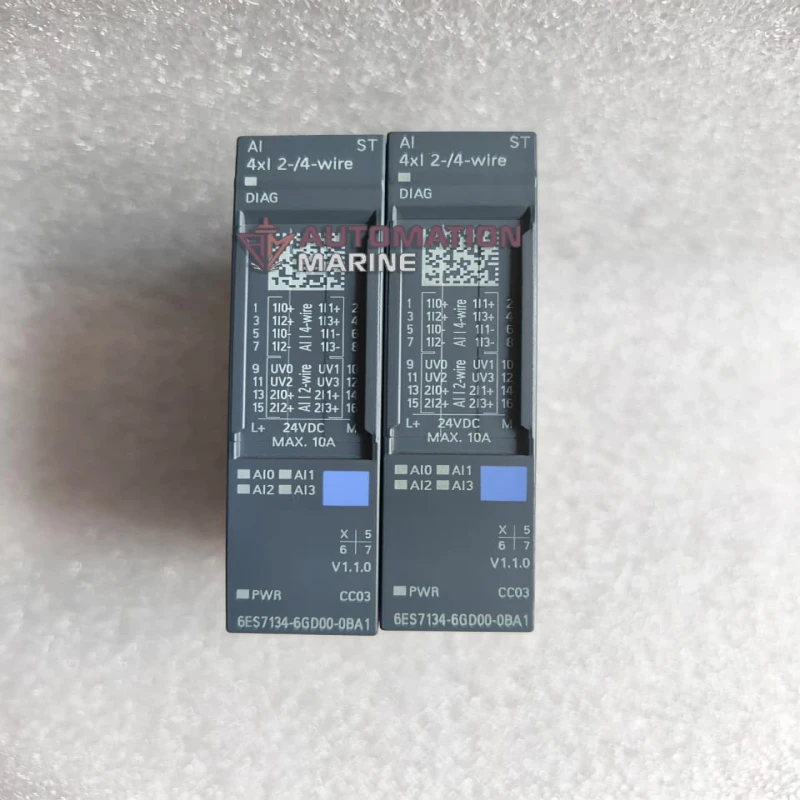 AI ST
4xI 2-/4-wire
DIAG
1 1I0+ 1I1+ 2
3 1I2+ 1I3+ 4
5 1I0- 1I1- 6
7 1I2- 1I3- 8
AI I 4-wire
9 UV0 UV1 10
11 UV2 UV3 12
13 2I0+ 2I1+ 14
15 2I2+ 2I3+ 16
AI I 2-wire
L+ 24VDC M
MAX. 10A
AI0 AI1
AI2 AI3
X 5
6 7
V1.1.0
PWR CC03
6ES7134-6GD00-0BA1
AI ST
4xI 2-/4-wire
DIAG
1 1I0+ 1I1+ 2
3 1I2+ 1I3+ 4
5 1I0- 1I1- 6
7 1I2- 1I3- 8
AI I 4-wire
9 UV0 UV1 10
11 UV2 UV3 12
13 2I0+ 2I1+ 14
15 2I2+ 2I3+ 16
AI I 2-wire
L+ 24VDC M
MAX. 10A
AI0 AI1
AI2 AI3
X 5
6 7
V1.1.0
PWR CC03
6ES7134-6GD00-0BA1
AUTOMATION
MARINE